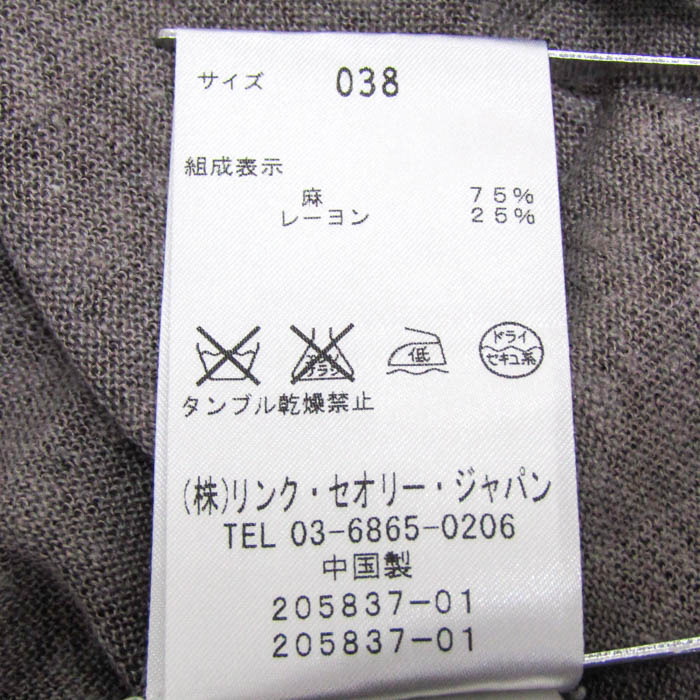 サイズ 038
組成表示
麻 75%
レーヨン 25%
低 ドライ
セキユ系
タンブル乾燥禁止
(株)リンク・セオリー・ジャパン
TEL 03-6865-0206
中国製
205837-01
205837-01